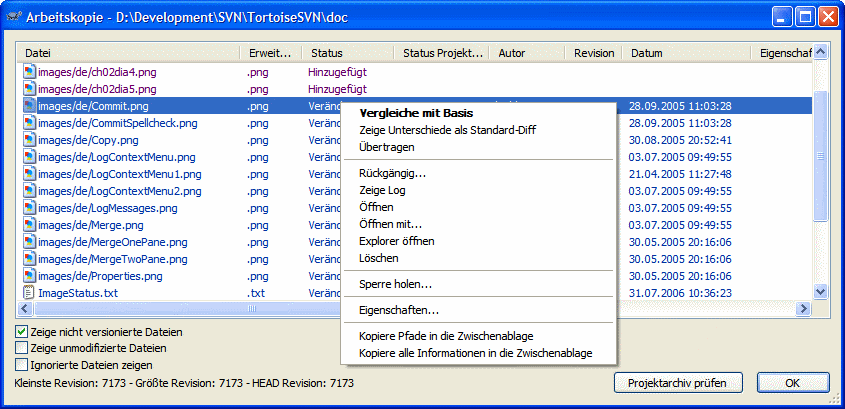 Arbeitskopie - D:\Development\SVN\TortoiseSVN\doc
Datei Erweit... Status Status Projekt... Autor Revision Datum Eigenschaf
images/de/ch02dia4.png .png Hinzugefügt
images/de/ch02dia5.png .png Hinzugefügt
images/de/Commit.png .png Veränd 28.09.2005 11:03:28
images/de/CommitSpellcheck.png .png Veränd 28.09.2005 11:03:28
images/de/Copy.png .png Veränd 30.08.2005 20:52:41
images/de/LogContextMenu.png .png Veränd 03.07.2005 09:49:55
images/de/LogContextMenu1.png .png Veränd 21.04.2005 11:27:48
images/de/LogContextMenu2.png .png Veränd 03.07.2005 09:49:55
images/de/LogMessages.png .png Veränd 03.07.2005 09:49:55
images/de/Merge.png .png Veränd 03.07.2005 09:49:55
images/de/MergeOnePane.png .png Veränd 30.05.2005 20:16:06
images/de/MergeTwoPane.png .png Veränd 30.05.2005 20:16:06
images/de/Properties.png .png Veränd 30.05.2005 20:16:06
ImageStatus.txt .txt Veränd 31.07.2006 10:36:23
Vergleiche mit Basis
Zeige Unterschiede als Standard-Diff
Übertragen
Rückgängig...
Zeige Log
Öffnen
Öffnen mit...
Explorer öffnen
Löschen
Sperre holen...
Eigenschaften...
Kopiere Pfade in die Zwischenablage
Kopiere alle Informationen in die Zwischenablage
Zeige nicht versionierte Dateien
Zeige unmodifizierte Dateien
Ignorierte Dateien zeigen
Kleinste Revision: 7173 - Größte Revision: 7173 - HEAD Revision: 7173
Projektarchiv prüfen OK